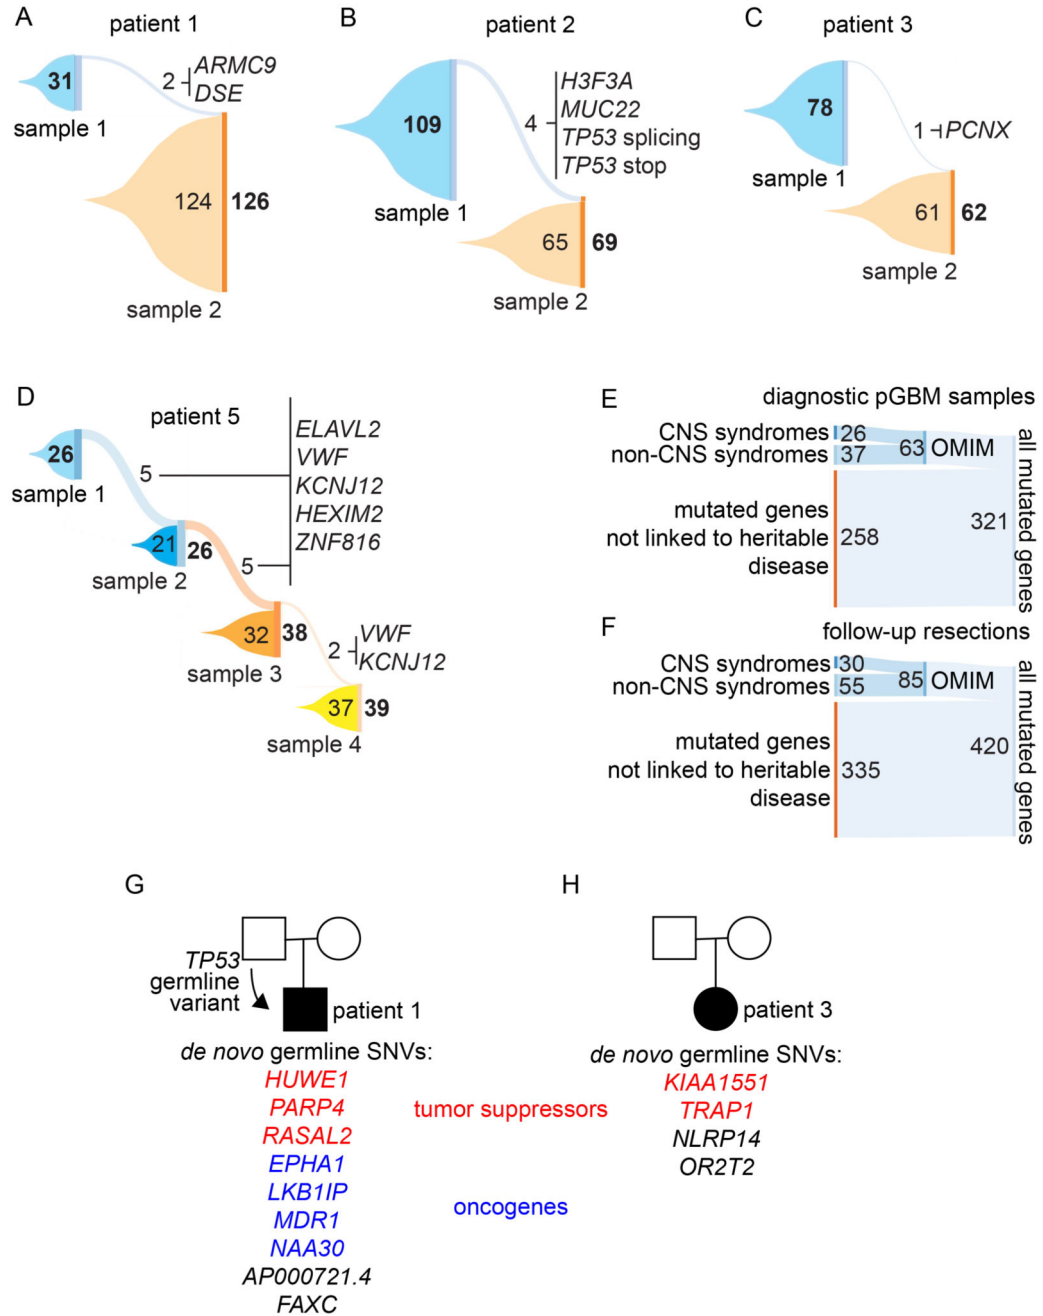 A
patient 1
31
sample 1
2
ARMC9
DSE
124
126
sample 2
B
patient 2
109
sample 1
4
H3F3A
MUC22
TP53 splicing
TP53 stop
65
69
sample 2
C
patient 3
78
sample 1
1
PCNX
61
62
sample 2
D
patient 5
26
sample 1
5
ELAVL2
VWF
KCNJ12
HEXIM2
ZNF816
21
26
sample 2
5
32
38
sample 3
2
VWF
KCNJ12
37
39
sample 4
E
diagnostic pGBM samples
CNS syndromes
26
non-CNS syndromes
37
63
OMIM
mutated genes
not linked to heritable
disease
258
321
all mutated genes
F
follow-up resections
CNS syndromes
30
non-CNS syndromes
55
85
OMIM
mutated genes
not linked to heritable
disease
335
420
all mutated genes
G
TP53
germline
variant
patient 1
de novo germline SNVs:
HUWE1
PARP4
RASAL2
EPHA1
LKB1IP
MDR1
NAA30
AP000721.4
FAXC
tumor suppressors
oncogenes
H
patient 3
de novo germline SNVs:
KIAA1551
TRAP1
NLRP14
OR2T2